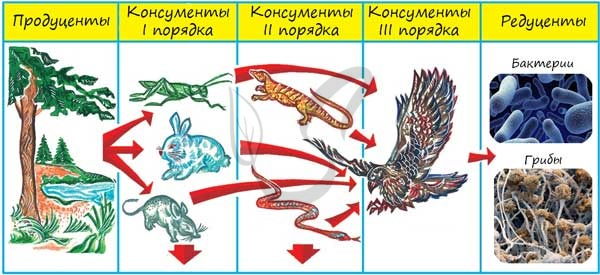 Продуценты
Консументы
I порядка
Консументы
II порядка
Консументы
III порядка
Редуценты
Бактерии
Грибы